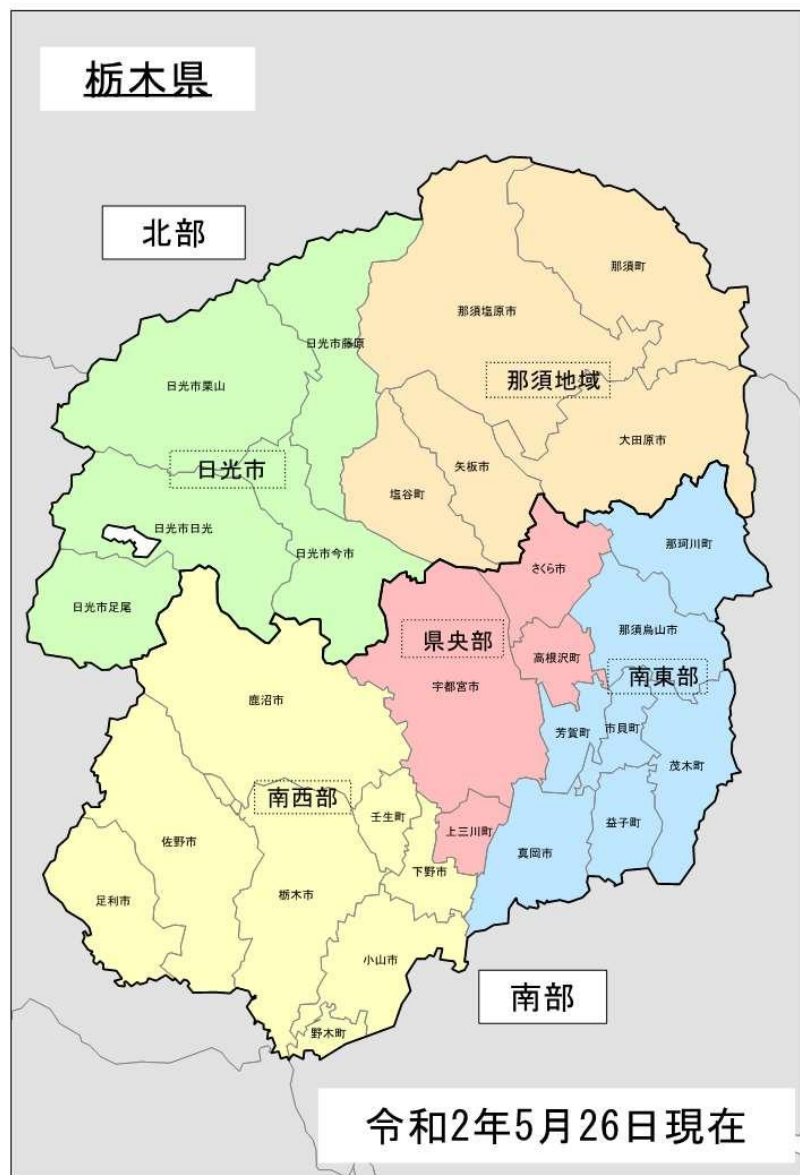 栃木県
北部
那須町
那須塩原市
日光市藤原
那須地域
日光市栗山
大田原市
矢板市
日光市
塩谷町
日光市日光
那珂川町
日光市今市
さくら市
日光市足尾
那須烏山市
県央部
高根沢町
南東部
宇都宮市
鹿沼市
芳賀町
市貝町
茂木町
南西部
壬生町
益子町
上三川町
佐野市
真岡市
下野市
栃木市
足利市
小山市
南部
野木町
令和2年5月26日現在